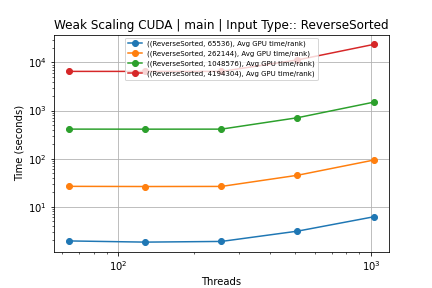 Weak Scaling CUDA | main | Input Type:: ReverseSorted
((ReverseSorted, 65536), Avg GPU time/rank)
((ReverseSorted, 262144), Avg GPU time/rank)
((ReverseSorted, 1048576), Avg GPU time/rank)
((ReverseSorted, 4194304), Avg GPU time/rank)
Time (seconds)
10⁴
10³
10²
10¹
10²
10³
Threads